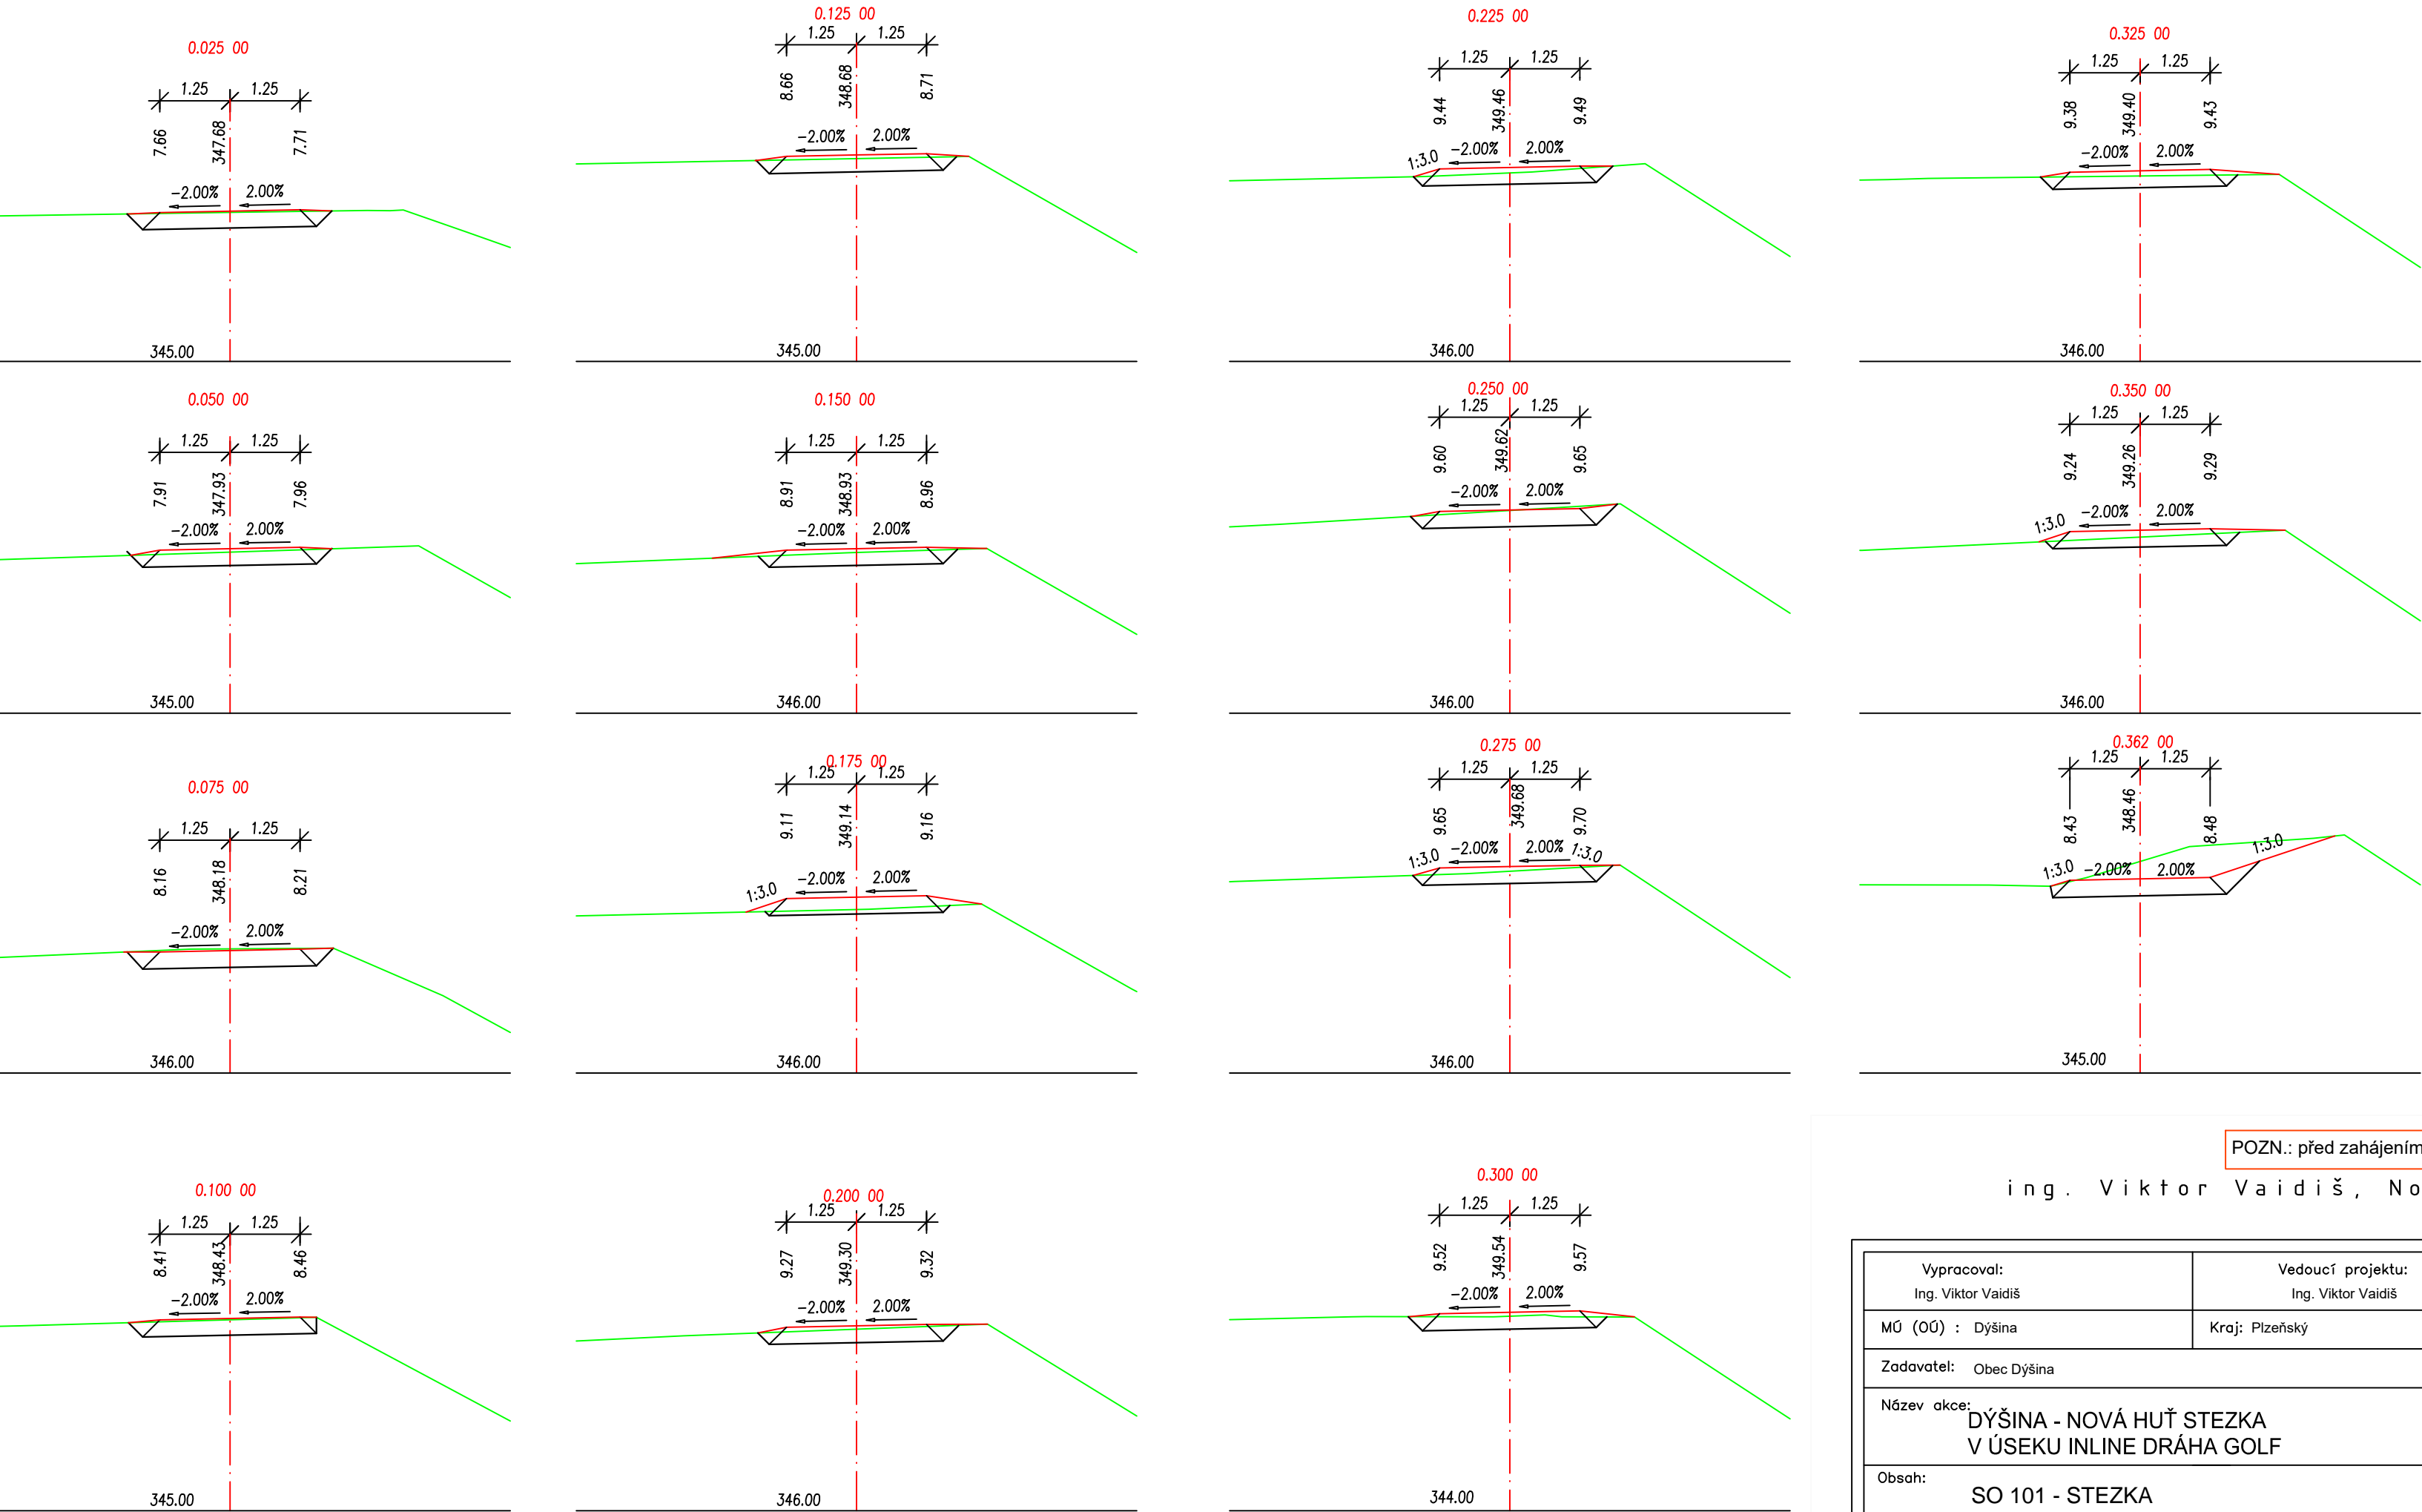 0.025 00
1.25 1.25
7.66 347.68 7.71
-2.00% 2.00%
345.00
0.125 00
1.25 1.25
8.66 348.68 8.71
-2.00% 2.00%
345.00
0.225 00
1.25 1.25
9.44 349.46 9.49
1:3.0 -2.00% 2.00%
346.00
0.325 00
1.25 1.25
9.38 349.40 9.43
-2.00% 2.00%
346.00
0.050 00
1.25 1.25
7.91 347.93 7.96
-2.00% 2.00%
345.00
0.150 00
1.25 1.25
8.91 348.93 8.96
-2.00% 2.00%
346.00
0.250 00
1.25 1.25
9.60 349.62 9.65
-2.00% 2.00%
346.00
0.350 00
1.25 1.25
9.24 349.26 9.29
1:3.0 -2.00% 2.00%
346.00
0.075 00
1.25 1.25
8.16 348.18 8.21
-2.00% 2.00%
346.00
0.175 00
1.25 1.25
9.11 349.14 9.16
1:3.0 -2.00% 2.00%
346.00
0.275 00
1.25 1.25
9.65 349.68 9.70
1:3.0 -2.00% 2.00% 1:3.0
346.00
0.362 00
1.25 1.25
8.43 348.46 8.48
1:3.0 -2.00% 2.00% 1:3.0
345.00
0.100 00
1.25 1.25
8.41 348.43 8.46
-2.00% 2.00%
345.00
0.200 00
1.25 1.25
9.27 349.30 9.32
-2.00% 2.00%
346.00
0.300 00
1.25 1.25
9.52 349.54 9.57
-2.00% 2.00%
344.00
POZN.: před zahájením
ing. Viktor Vaidiš, No
Vypracoval: Vedoucí projektu:
Ing. Viktor Vaidiš Ing. Viktor Vaidiš
MÚ (OÚ) : Dýšina Kraj: Plzeňský
Zadavatel: Obec Dýšina
Název akce: DÝŠINA - NOVÁ HUŤ STEZKA
V ÚSEKU INLINE DRÁHA GOLF
Obsah:
SO 101 - STEZKA